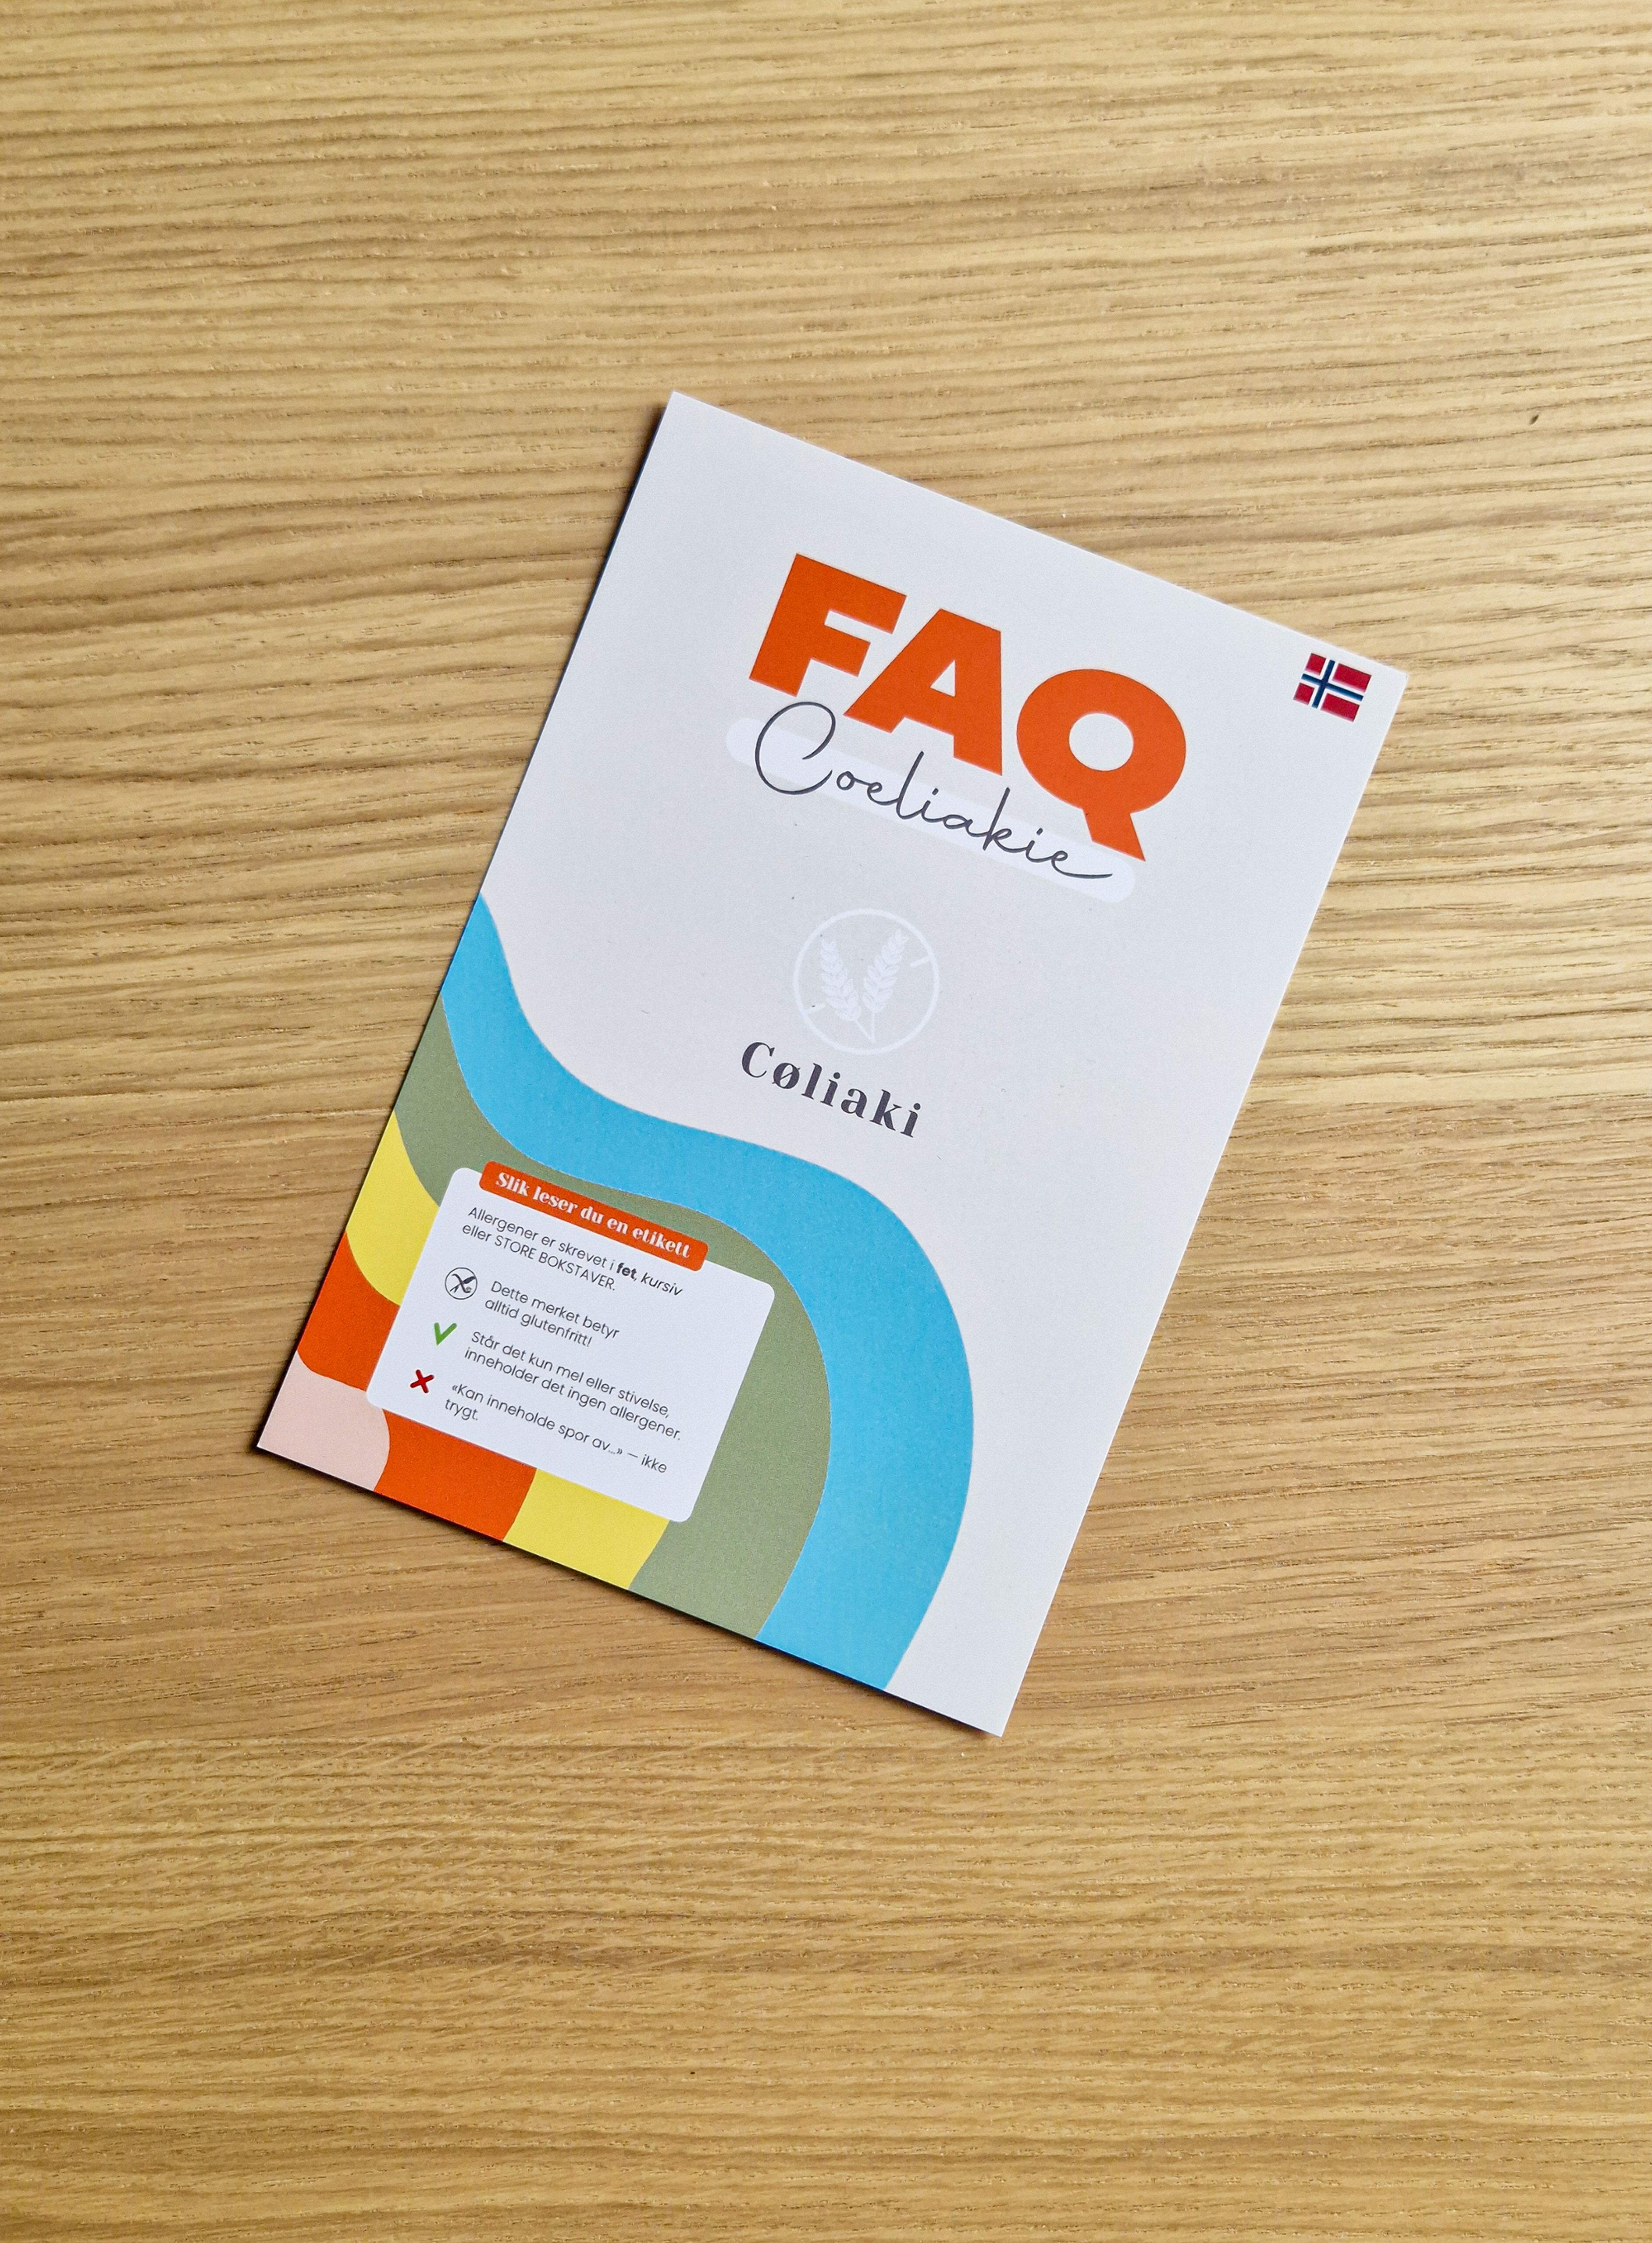 FAQ
Coeliakie
Cøliaki
Slik leser du en etikett
Allergener er skrevet i fet, kursiv
eller STORE BOKSTAVER.
Dette merket betyr
alltid glutenfritt!
Står det kun mel eller stivelse,
inneholder det ingen allergener.
«Kan inneholde spor av...» — ikke
trygt.